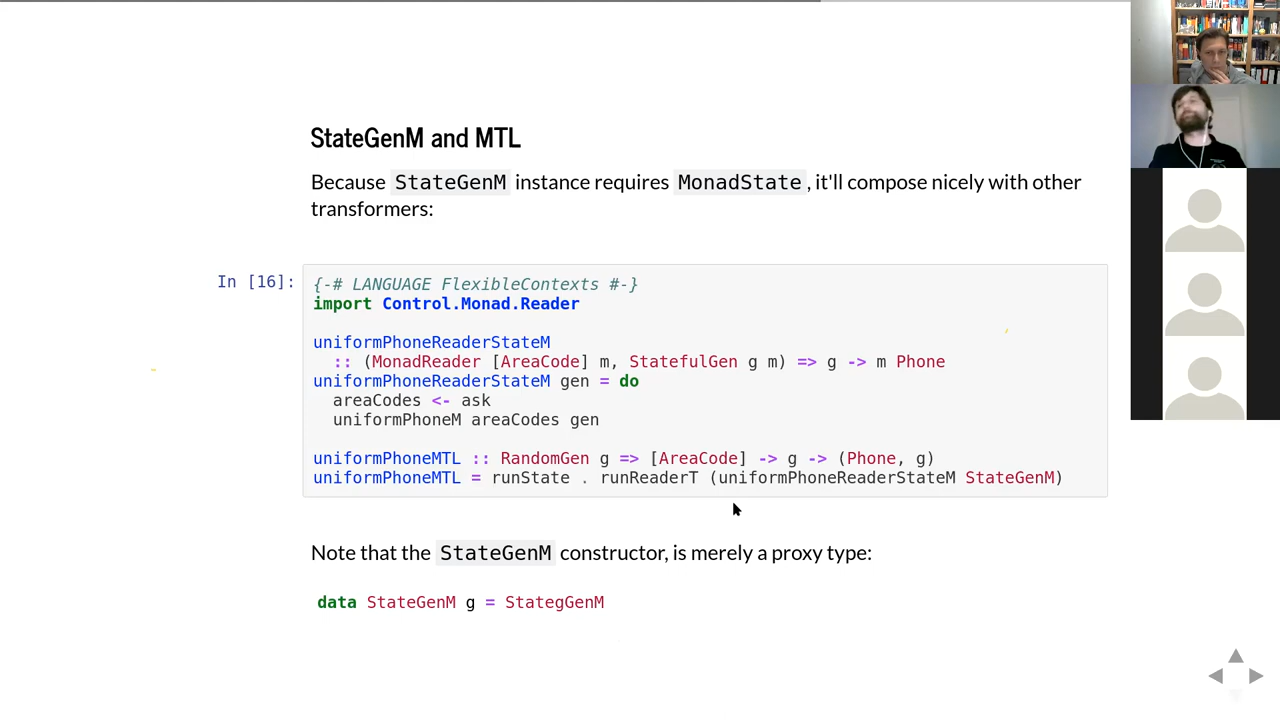 StateGenM and MTL
Because StateGenM instance requires MonadState, it'll compose nicely with other
transformers:
In [16]:
{-# LANGUAGE FlexibleContexts #-}
import Control.Monad.Reader
uniformPhoneReaderStateM
:: (MonadReader [AreaCode] m, StatefulGen g m) => g -> m Phone
uniformPhoneReaderStateM gen = do
areaCodes <- ask
uniformPhoneM areaCodes gen
uniformPhoneMTL :: RandomGen g => [AreaCode] -> g -> (Phone, g)
uniformPhoneMTL = runState . runReaderT (uniformPhoneReaderStateM StateGenM)
Note that the StateGenM constructor, is merely a proxy type:
data StateGenM g = StategGenM